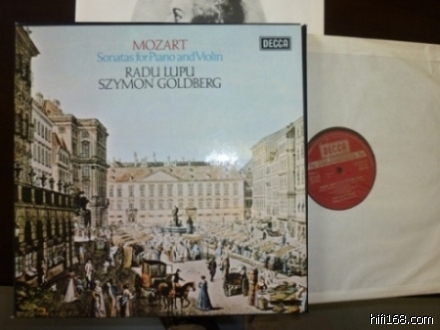 MOZART
Sonatas for Piano and Violin
RADU LUPU
SZYMON GOLDBERG
DECCA
DECCA
hifi168.com